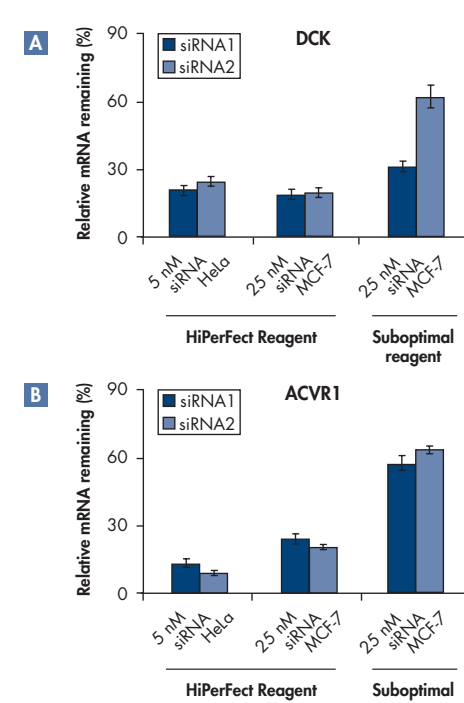 A
DCK
Relative mRNA remaining (%)
90
60
30
0
siRNA1
siRNA2
5 nM
siRNA
HeLa
25 nM
siRNA
MCF-7
25 nM
siRNA
MCF-7
HiPerFect Reagent
Suboptimal
reagent
B
ACVR1
Relative mRNA remaining (%)
90
60
30
0
siRNA1
siRNA2
5 nM
siRNA
HeLa
25 nM
siRNA
MCF-7
25 nM
siRNA
MCF-7
HiPerFect Reagent
Suboptimal